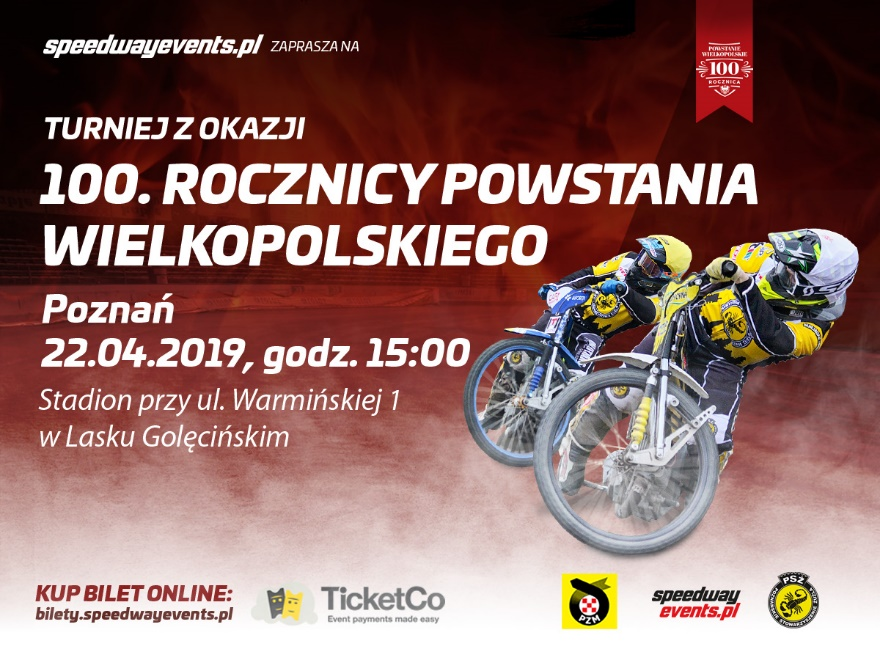 speedwayevents.pl ZAPRASZA NA
POWSTANIE
WIELKOPOLSKIE
100
ROCZNICA
TURNIEJ Z OKAZJI
100. ROCZNICY POWSTANIA
WIELKOPOLSKIEGO
Poznań
22.04.2019, godz. 15:00
Stadion przy ul. Warmińskiej 1
w Lasku Golęcińskim
KUP BILET ONLINE:
bilety.speedwayevents.pl
TicketCo
Event payments made easy
PZM
speedway
events.pl
PSŻ